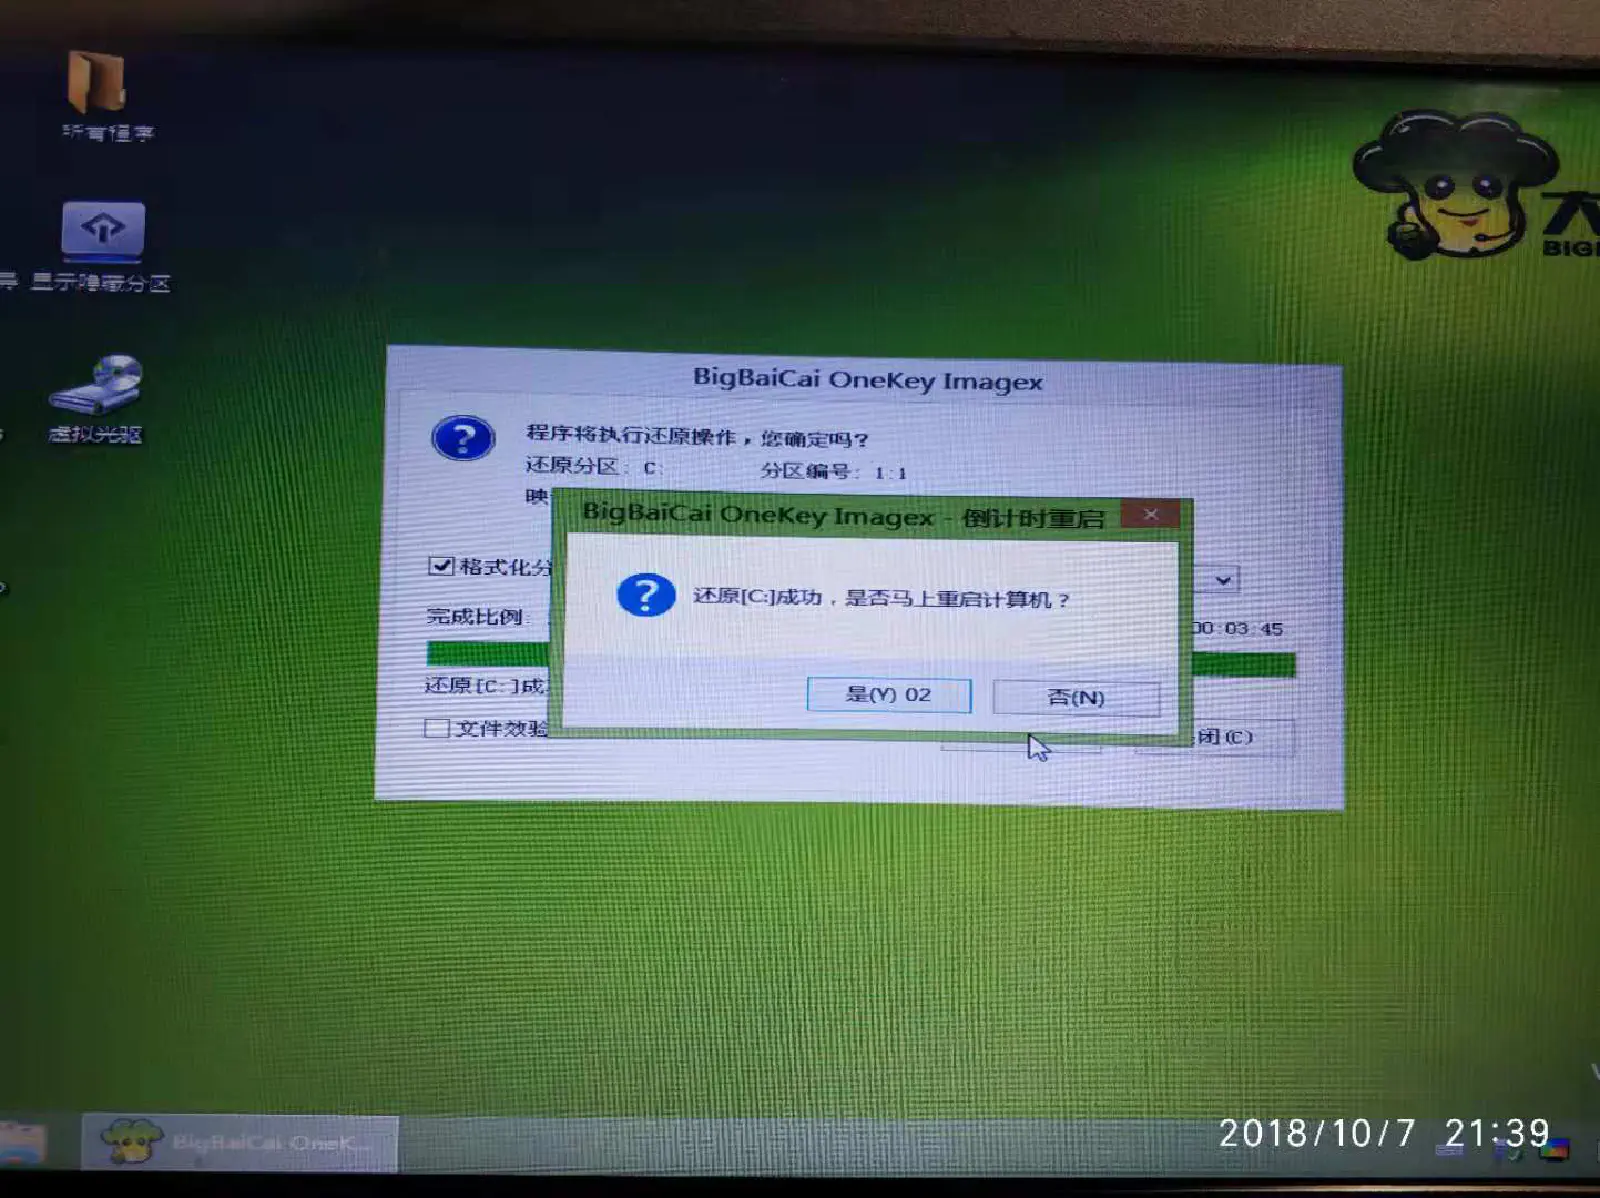 所有程序
显示隐藏分区
虚拟光驱
大
BigBaiCai OneKey Imagex
程序将执行还原操作，您确定吗？
还原分区: C: 分区编号: 1:1
映
BigBaiCai OneKey Imagex - 倒计时重启
还原[C:]成功，是否马上重启计算机？
是(Y) 02
否(N)
格式化分
完成比例:
00:03:45
还原[C:]成
文件效验
闭(C)
BigBaiCai OneK...
2018/10/7 21:39